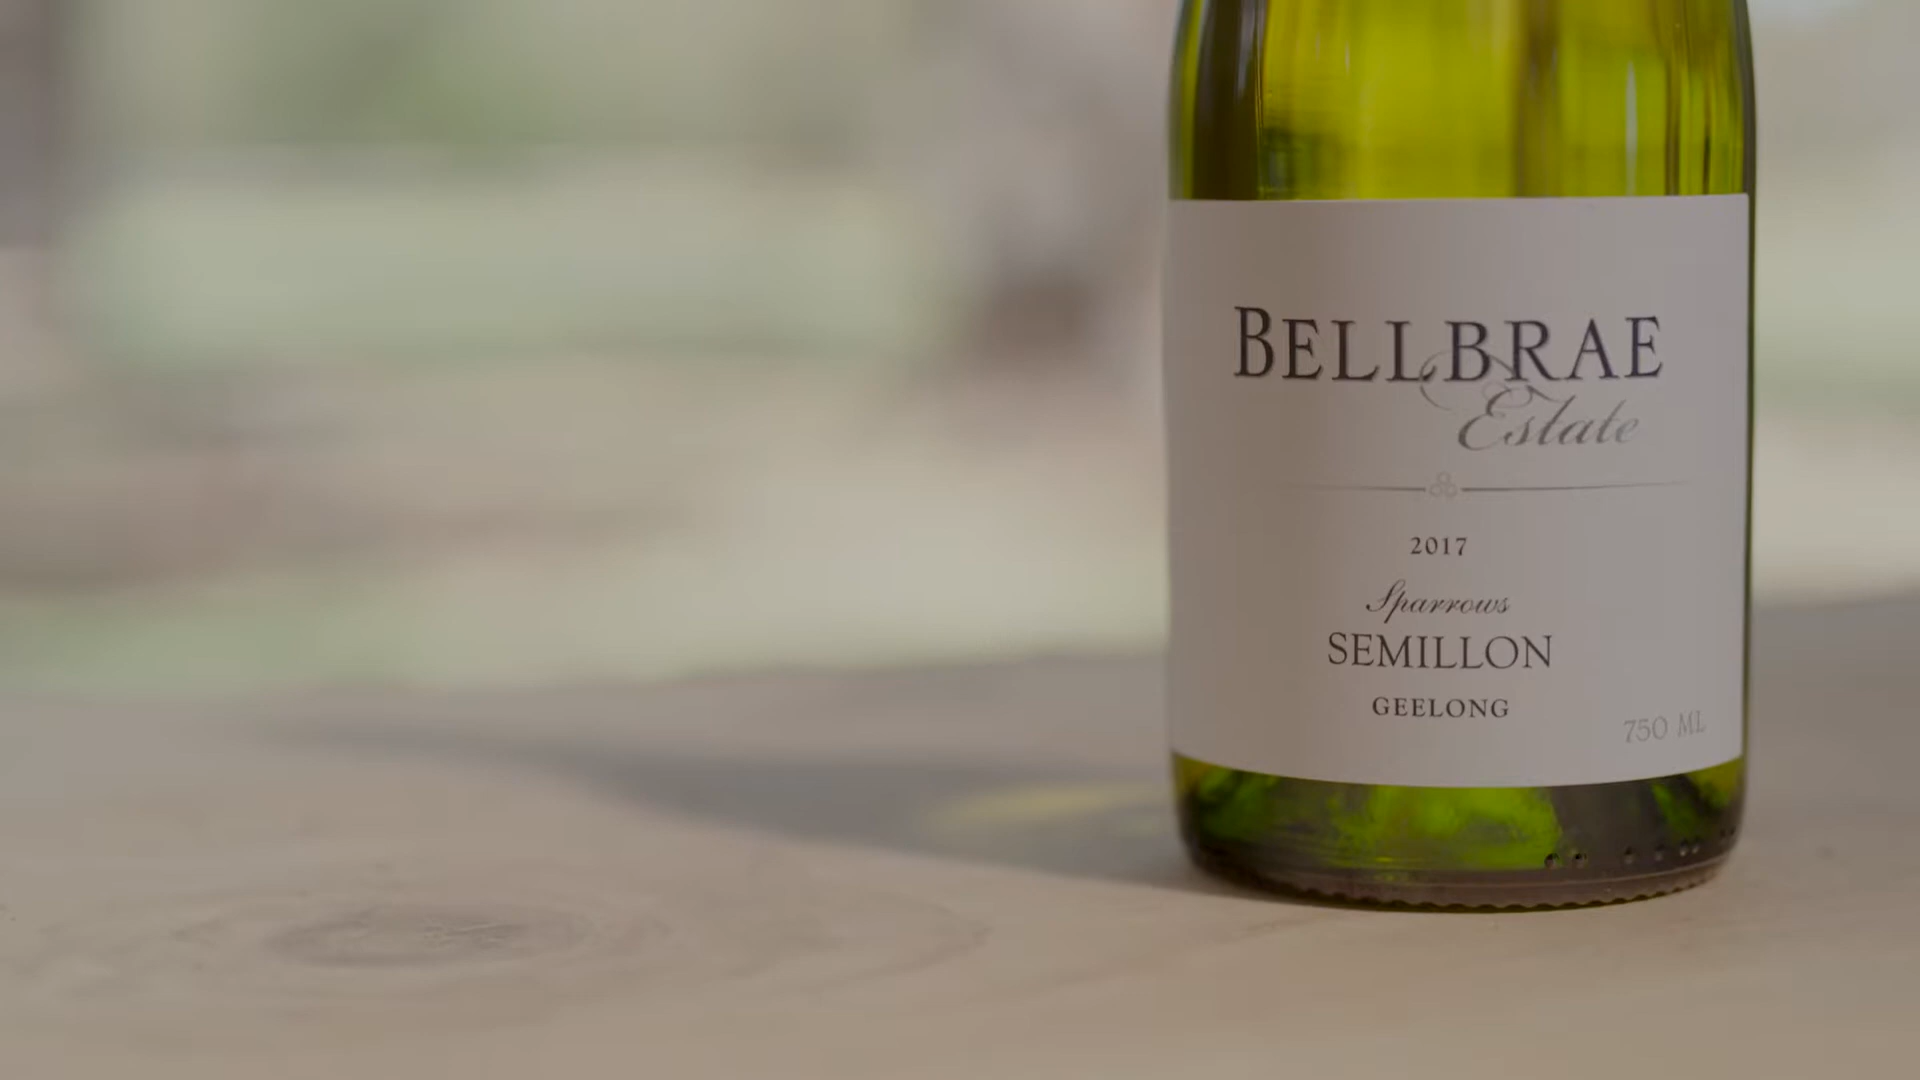 BELLBRAE
Estate
2017
Sparrows
SEMILLON
GEELONG
750 ML